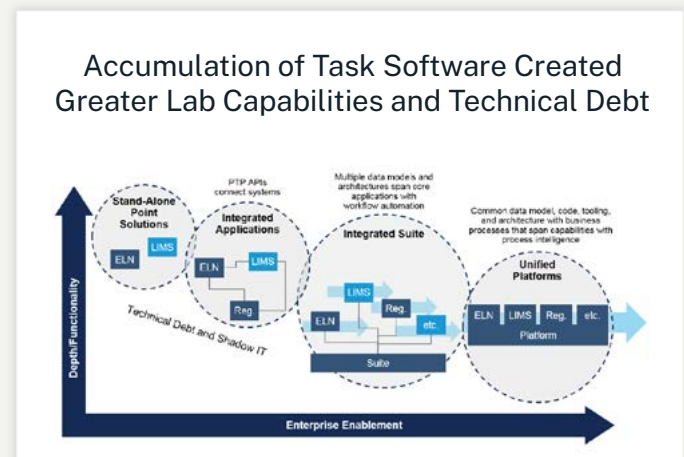 Accumulation of Task Software Created
Greater Lab Capabilities and Technical Debt
Stand-Alone
Point
Solutions
ELN
LIMS
PTP APIs
connect systems
Integrated
Applications
ELN
LIMS
Reg.
Technical Debt and Shadow IT
Multiple data models and
architectures span core
applications with
workflow automation
Integrated Suite
LIMS
Reg.
ELN
etc.
Suite
Common data model, code, tooling,
and architecture with business
processes that span capabilities with
process intelligence
Unified
Platforms
ELN
LIMS
Reg.
etc.
Platform
Depth/Functionality
Enterprise Enablement